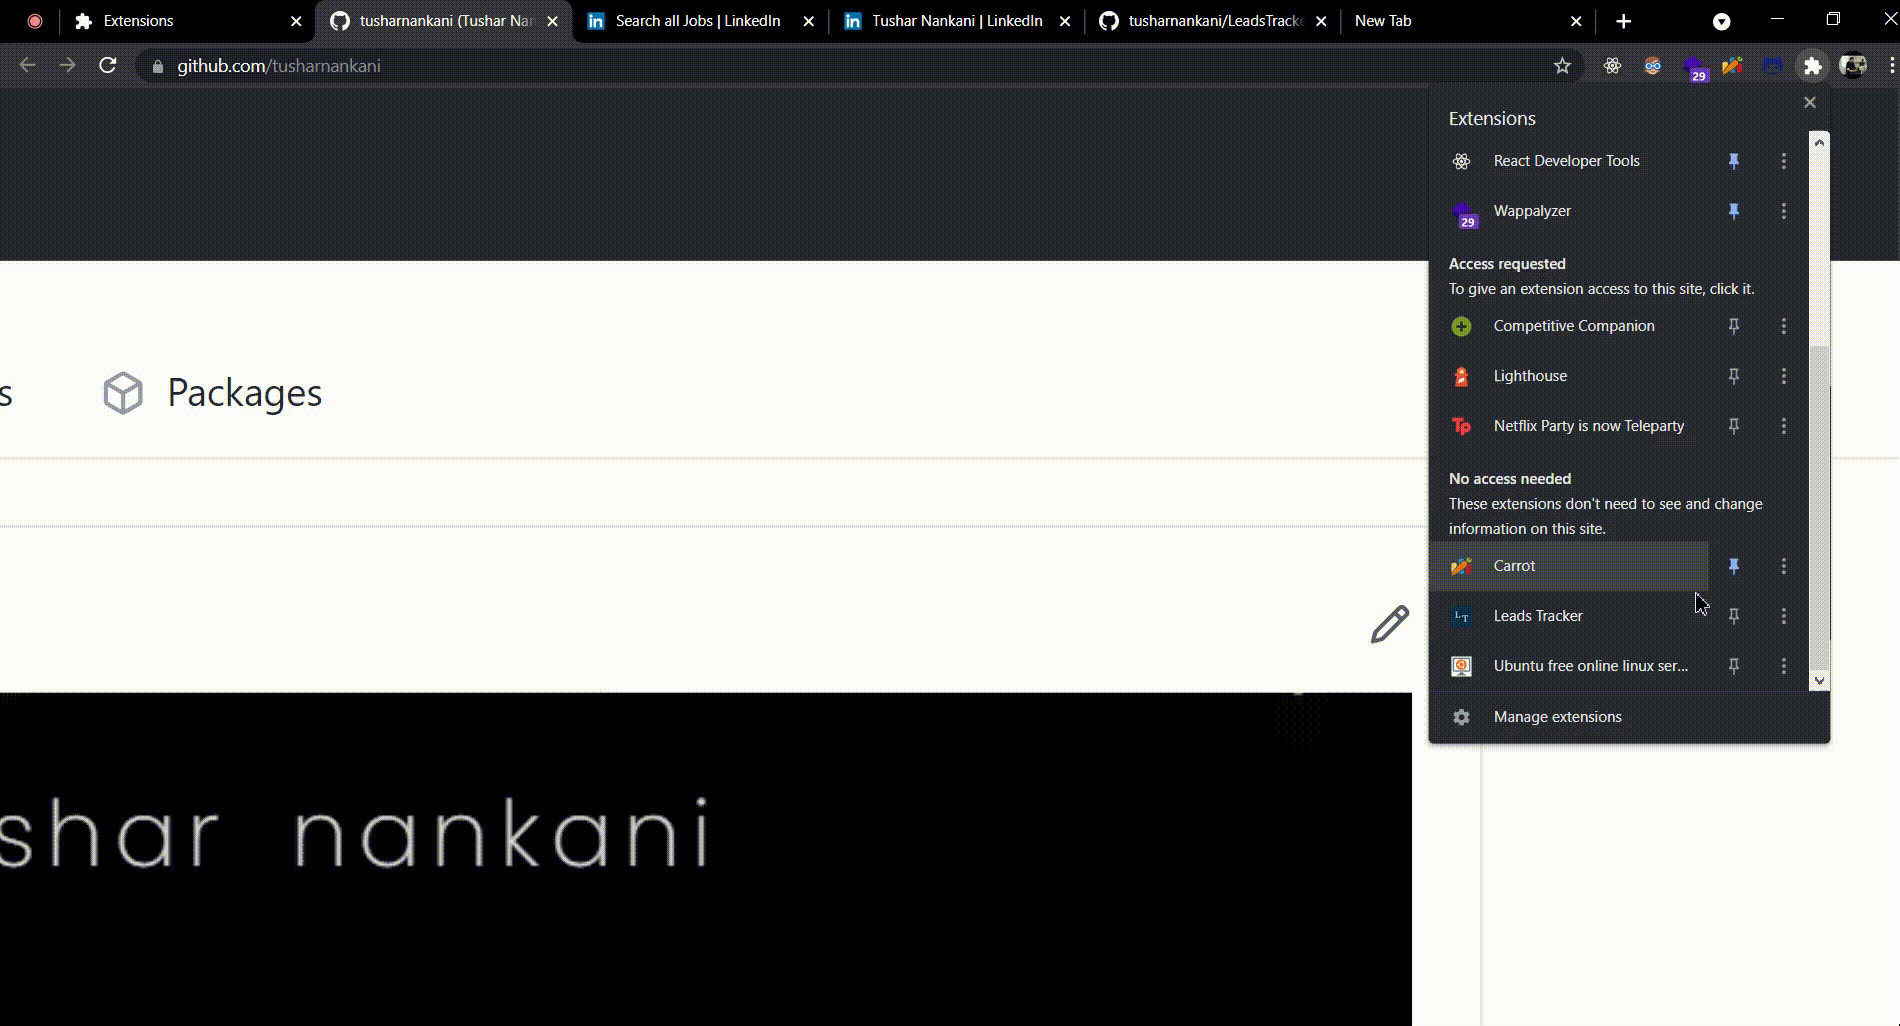 Extensions
tusharnankani (Tushar Nan
Search all Jobs | LinkedIn
Tushar Nankani | LinkedIn
tusharnankani/LeadsTracke
New Tab
github.com/tusharnankani
29
Extensions
React Developer Tools
29
Wappalyzer
Access requested
To give an extension access to this site, click it.
Competitive Companion
Lighthouse
Tp
Netflix Party is now Teleparty
No access needed
These extensions don't need to see and change
information on this site.
Carrot
LT
Leads Tracker
Ubuntu free online linux ser...
Manage extensions
s
Packages
shar nankani